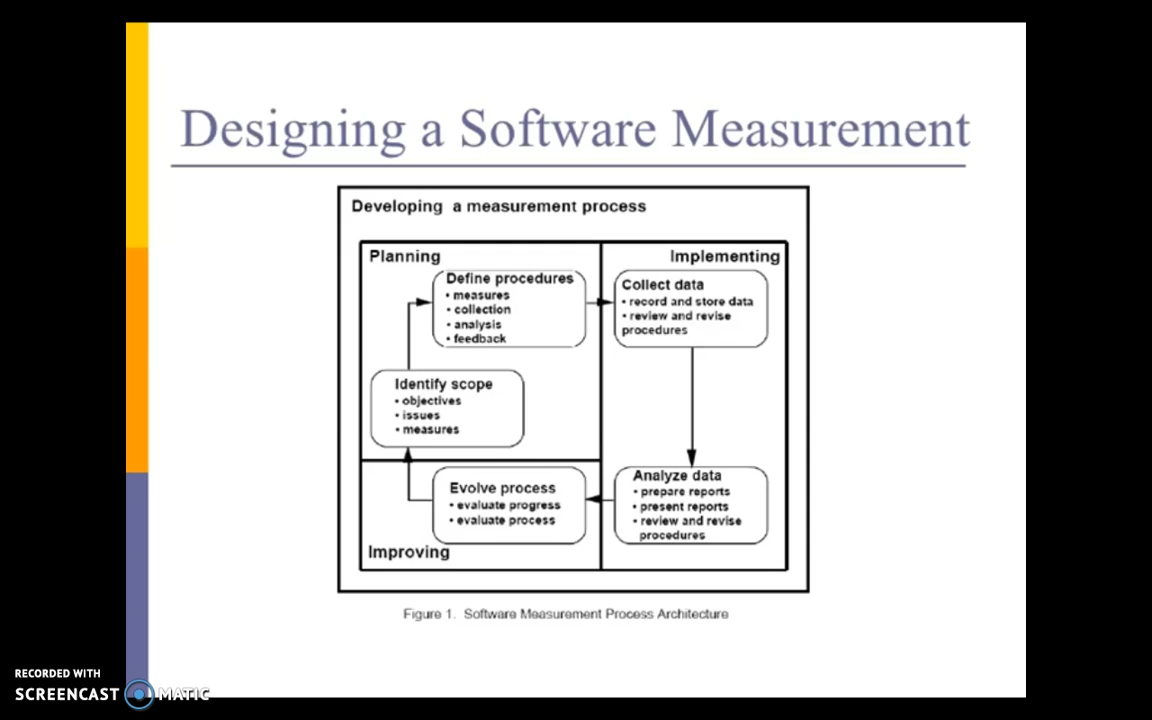 Designing a Software Measurement
Developing a measurement process
Planning
Define procedures
• measures
• collection
• analysis
• feedback
Identify scope
• objectives
• issues
• measures
Implementing
Collect data
• record and store data
• review and revise
procedures
Analyze data
• prepare reports
• present reports
• review and revise
procedures
Evolve process
• evaluate progress
• evaluate process
Improving
Figure 1. Software Measurement Process Architecture
RECORDED WITH
SCREENCAST MATIC